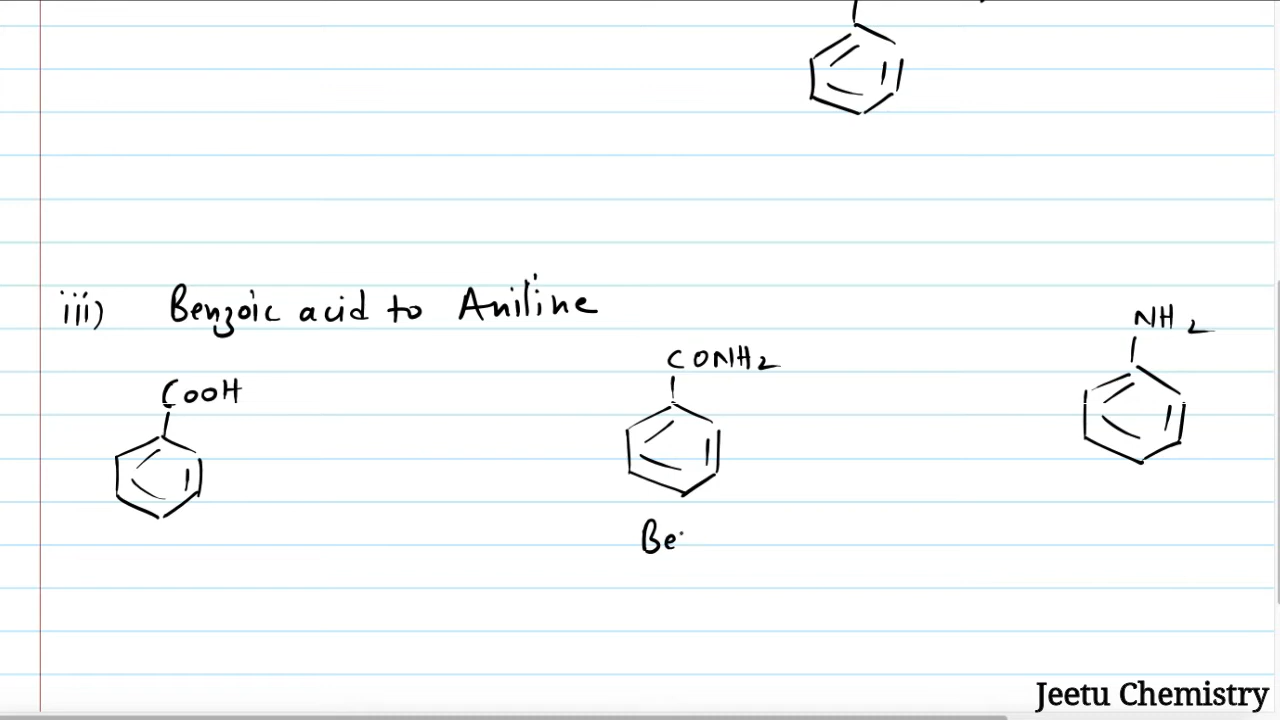 iii) Benzoic acid to Aniline
NH2
CONH2
COOH
Be
Jeetu Chemistry